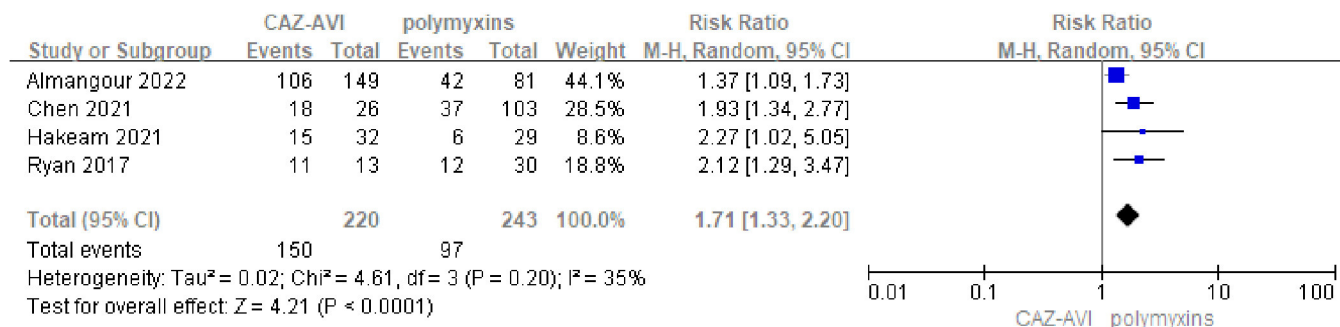 CAZ-AVI polymyxins Risk Ratio Risk Ratio
Study or Subgroup Events Total Events Total Weight M-H, Random, 95% CI M-H, Random, 95% CI
Almangour 2022 106 149 42 81 44.1% 1.37 [1.09, 1.73]
Chen 2021 18 26 37 103 28.5% 1.93 [1.34, 2.77]
Hakeam 2021 15 32 6 29 8.6% 2.27 [1.02, 5.05]
Ryan 2017 11 13 12 30 18.8% 2.12 [1.29, 3.47]
Total (95% CI) 220 243 100.0% 1.71 [1.33, 2.20]
Total events 150 97
Heterogeneity: Tau² = 0.02; Chi² = 4.61, df = 3 (P = 0.20); I² = 35%
Test for overall effect: Z = 4.21 (P < 0.0001)
0.01 0.1 1 10 100
CAZ-AVI polymyxins